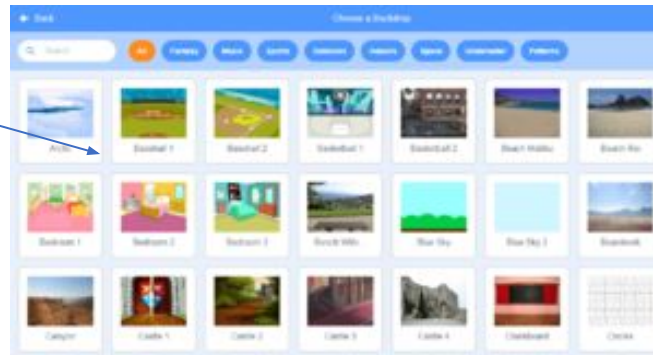 Back
Choose a Backdrop
Search
All Fantasy Music Sports Outdoors Indoors Space Underwater Patterns
Arctic Baseball 1 Baseball 2 Basketball 1 Basketball 2 Beach Malibu Beach Rio
Bedroom 1 Bedroom 2 Bedroom 3 Blue Sky Blue Sky 2 Boardwalk
Canyon Castle 1 Castle 2 Castle 3 Castle 4 Chalkboard Circles